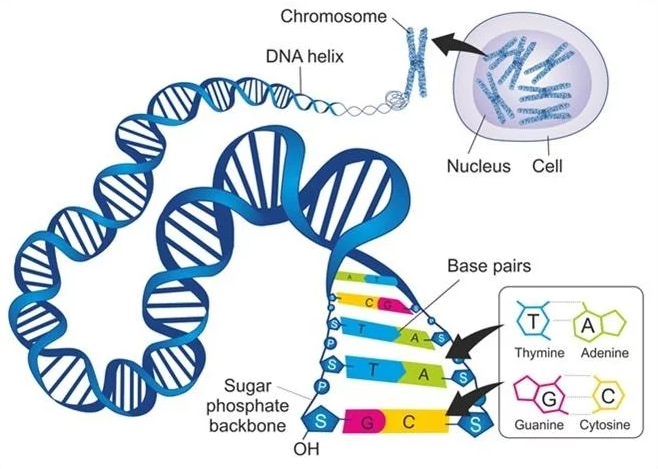 Chromosome
DNA helix
Nucleus
Cell
Base pairs
A T
C G
S T A S
P
S T A S
P
Sugar
phosphate
backbone
S G C S
OH
T A
Thymine Adenine
G C
Guanine Cytosine